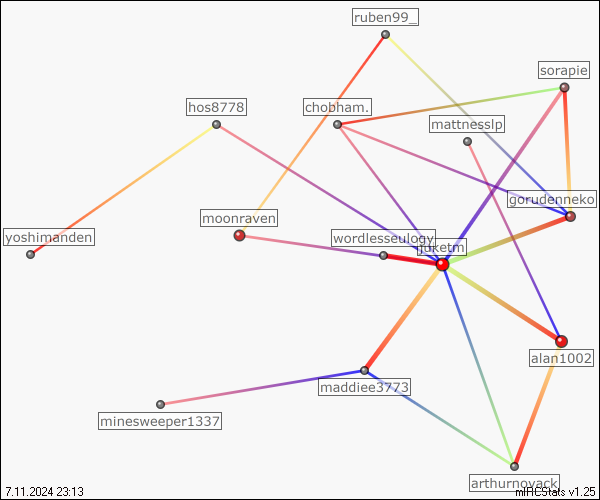 ruben99_
sorapie
hos8778
chobham.
mattnesslp
gorudenneko
moonraven
yoshimanden
wordlesseulogy
juketm
alan1002
maddiee3773
minesweeper1337
arthurnovack
7.11.2024 23:13
mIRCStats v1.25